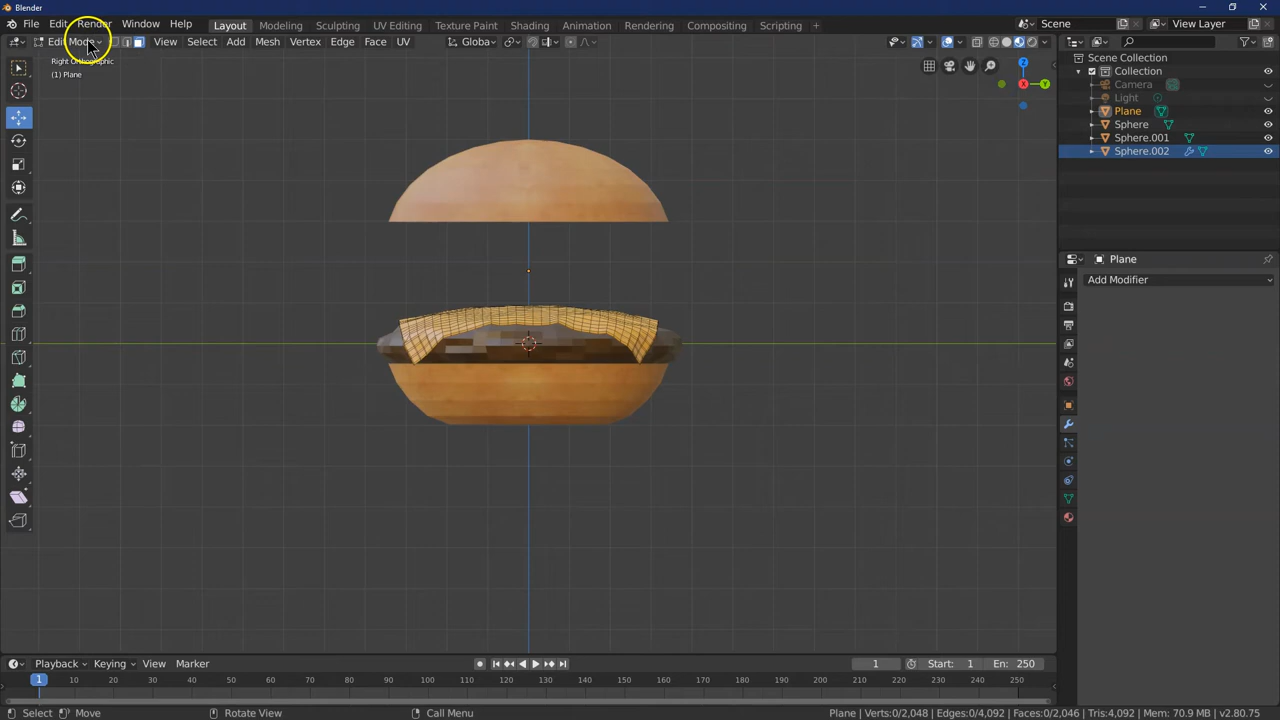 Blender
File Edit Render Window Help Layout Modeling Sculpting UV Editing Texture Paint Shading Animation Rendering Compositing Scripting + Scene View Layer
Edit Mode View Select Add Mesh Vertex Edge Face UV Globa
Right Orthographic
(1) Plane
Z
X
Y
Scene Collection
Collection
Camera
Light
Plane
Sphere
Sphere.001
Sphere.002
Plane
Add Modifier
Playback Keying View Marker 1 Start: 1 En: 250
1 10 20 30 40 50 60 70 80 90 100 110 120 130 140 150 160 170 180 190 200 210 220 230 240 250
Select Move Rotate View Call Menu Plane | Verts:0/2,048 | Edges:0/4,092 | Faces:0/2,046 | Tris:4,092 | Mem: 70.9 MB | v2.80.75